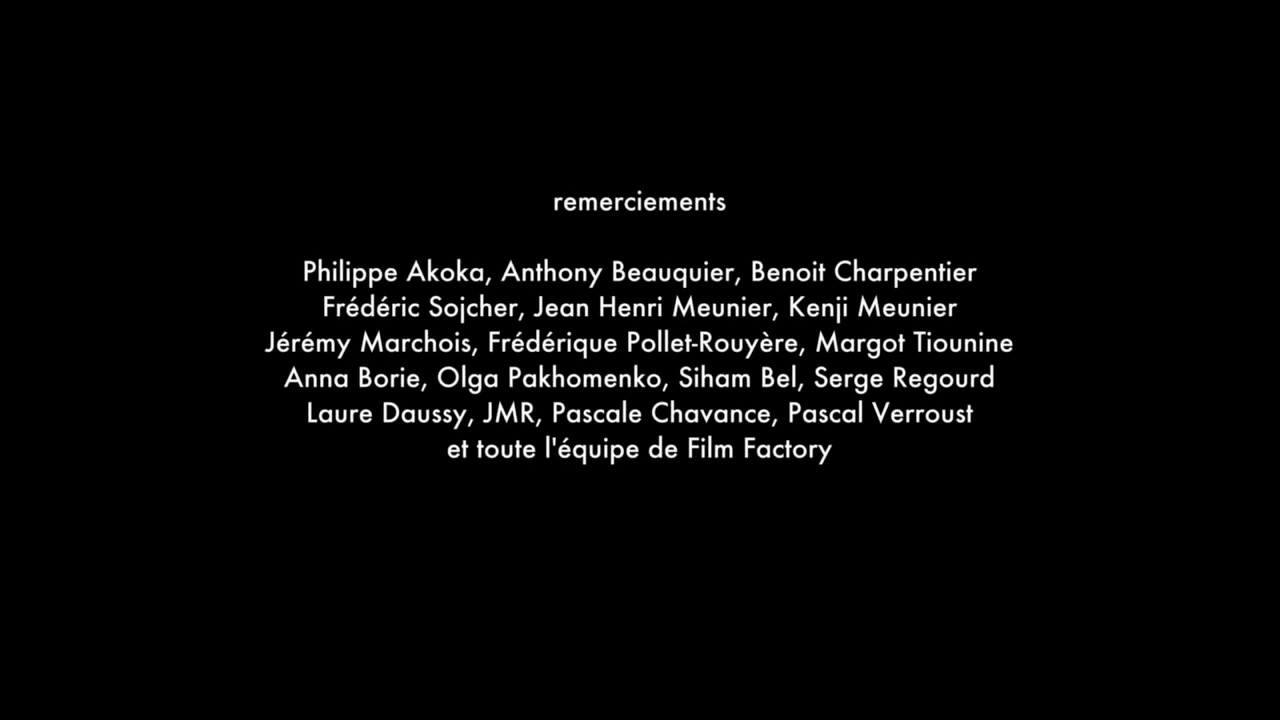 remerciements
Philippe Akoka, Anthony Beauquier, Benoit Charpentier
Frédéric Sojcher, Jean Henri Meunier, Kenji Meunier
Jérémy Marchois, Frédérique Pollet-Rouyère, Margot Tiounine
Anna Borie, Olga Pakhomenko, Siham Bel, Serge Regourd
Laure Daussy, JMR, Pascale Chavance, Pascal Verroust
et toute l'équipe de Film Factory